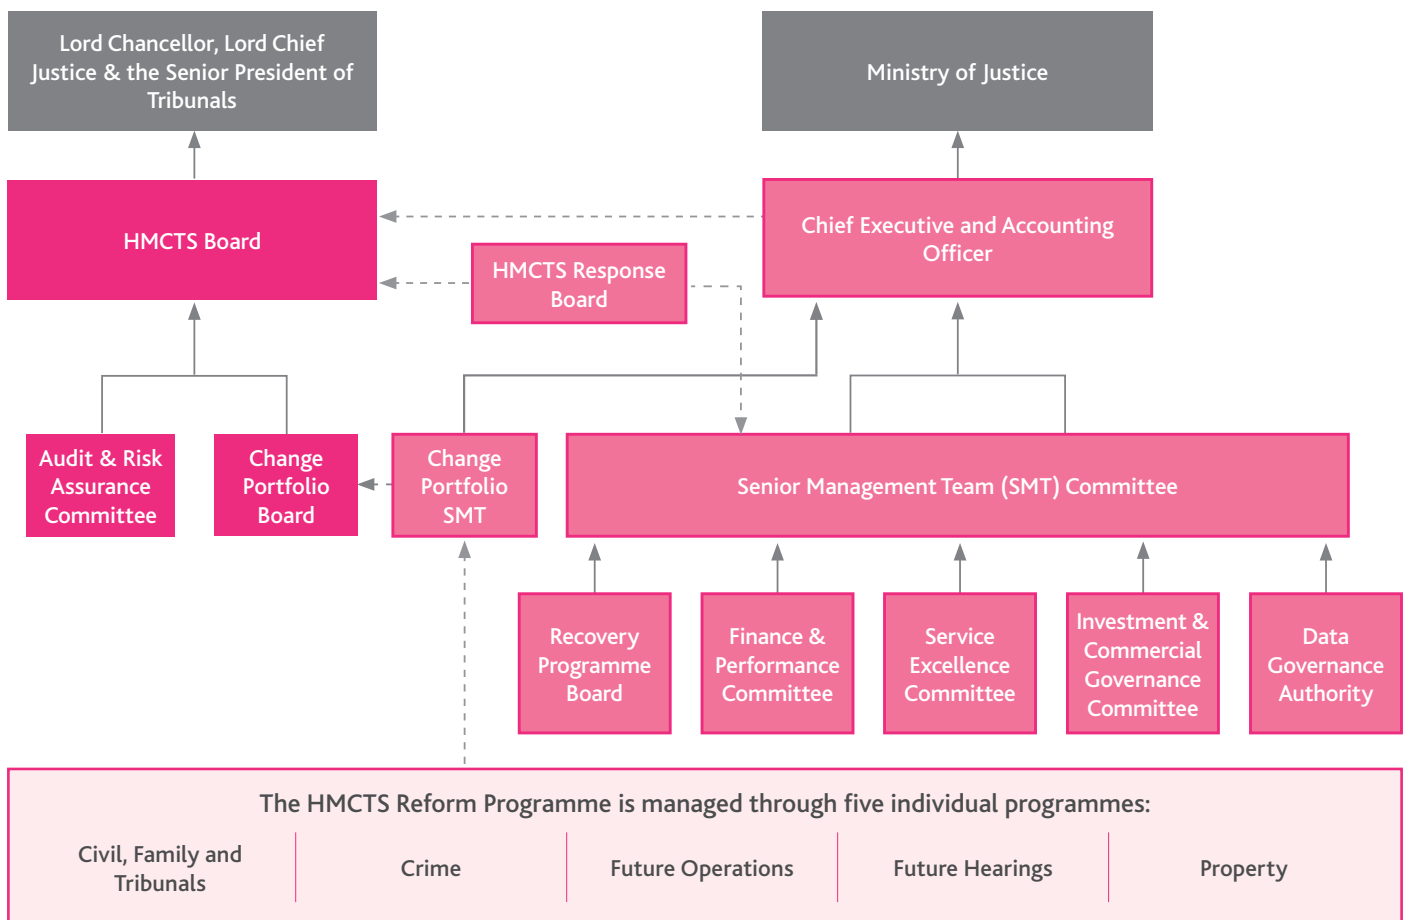 Lord Chancellor, Lord Chief
Justice & the Senior President of
Tribunals
Ministry of Justice
HMCTS Board
Chief Executive and Accounting
Officer
HMCTS Response
Board
Audit & Risk
Assurance
Committee
Change
Portfolio
Board
Change
Portfolio
SMT
Senior Management Team (SMT) Committee
Recovery
Programme
Board
Finance &
Performance
Committee
Service
Excellence
Committee
Investment &
Commercial
Governance
Committee
Data
Governance
Authority
The HMCTS Reform Programme is managed through five individual programmes:
Civil, Family and
Tribunals
Crime
Future Operations
Future Hearings
Property